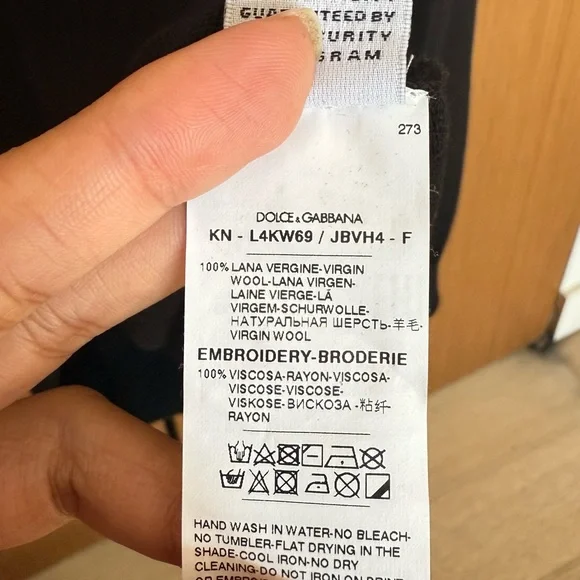 GUARANTEED BY
SECURITY
273
DOLCE&GABBANA
KN - L4KW69 / JBVH4 - F
100% LANA VERGINE-VIRGIN
WOOL-LANA VIRGEN-
LAINE VIERGE-LÃ
VIRGEM-SCHURWOLLE-
НАТУРАЛЬНАЯ ШЕРСТЬ-羊毛-
VIRGIN WOOL
EMBROIDERY-BRODERIE
100% VISCOSA-RAYON-VISCOSA-
VISCOSE-VISCOSE-
VISKOSE-ВИСКОЗА-粘纤
RAYON
HAND WASH IN WATER-NO BLEACH-
NO TUMBLER-FLAT DRYING IN THE
SHADE-COOL IRON-NO DRY
CLEANING-DO NOT IRON ON PRINT